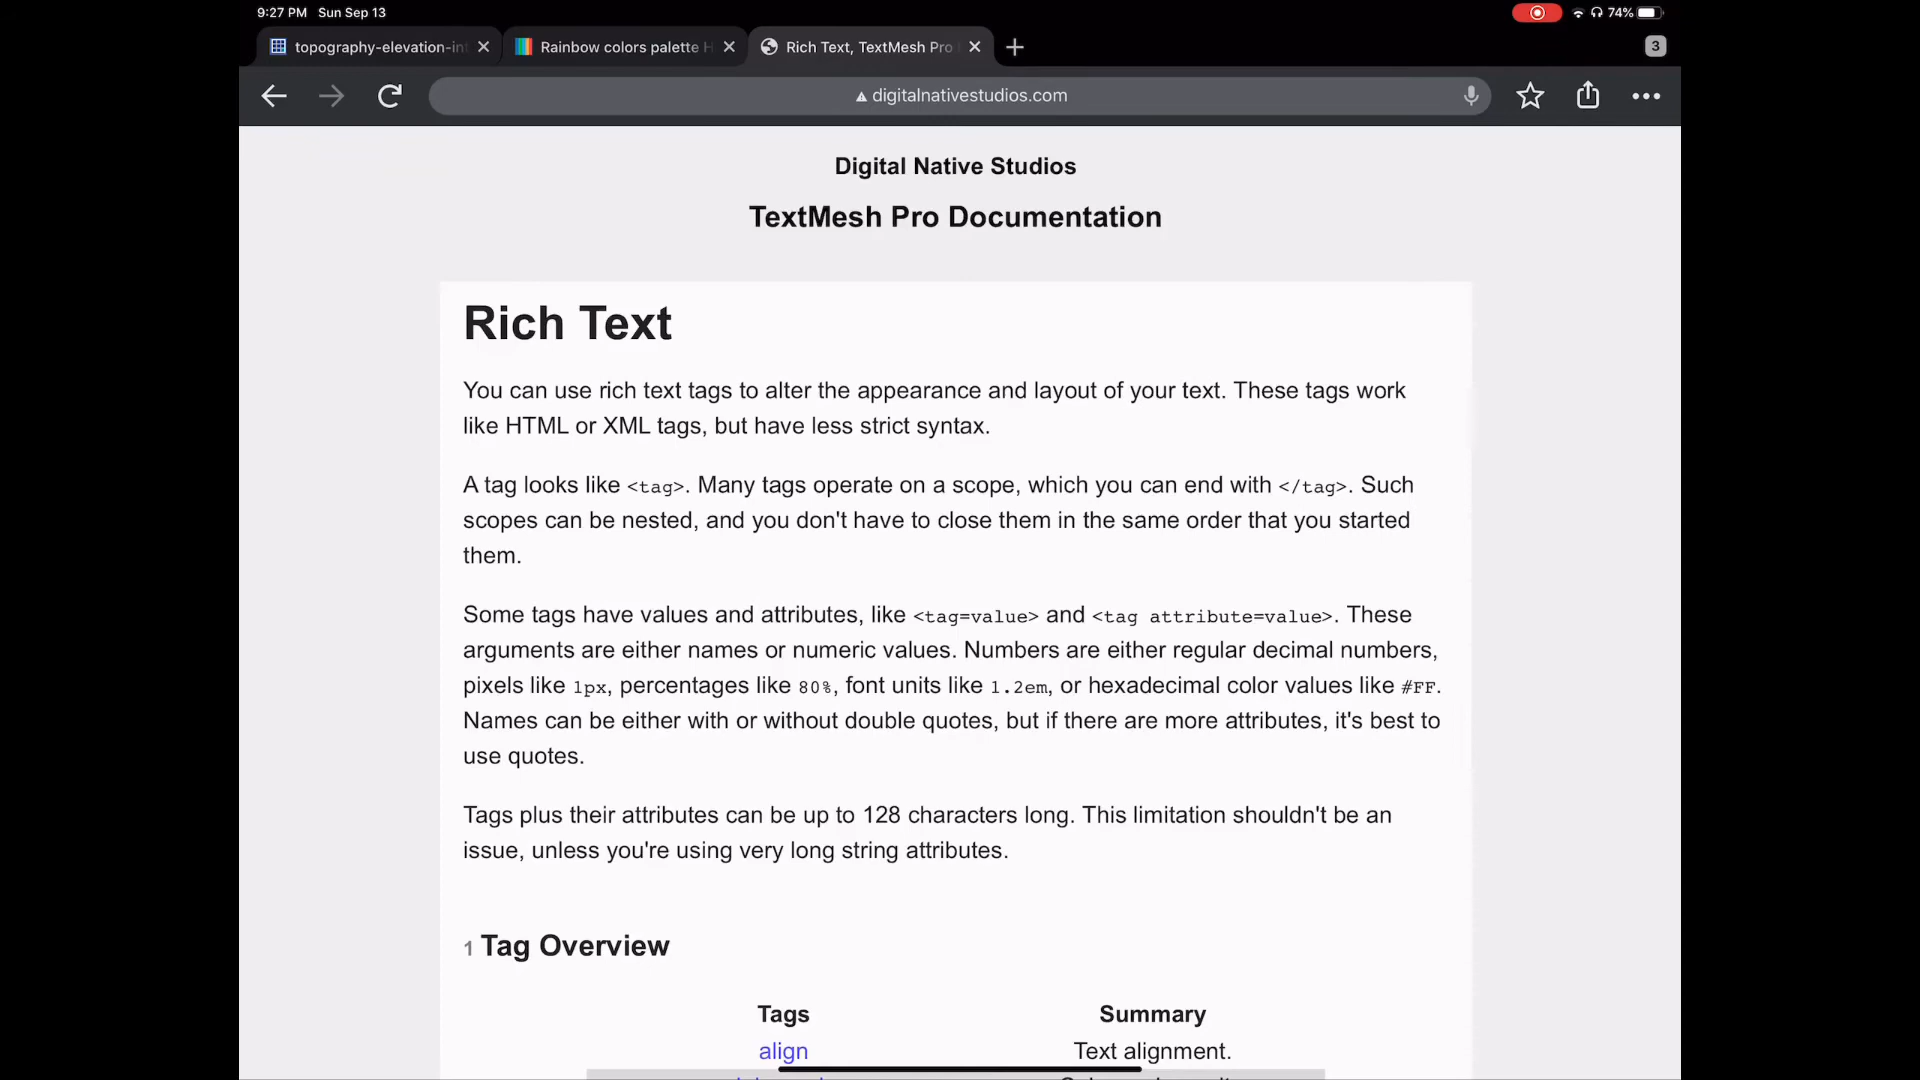 9:27 PM Sun Sep 13
74%
topography-elevation-in
Rainbow colors palette H
Rich Text, TextMesh Pro
3
digitalnativestudios.com
Digital Native Studios
TextMesh Pro Documentation
Rich Text
You can use rich text tags to alter the appearance and layout of your text. These tags work
like HTML or XML tags, but have less strict syntax.
A tag looks like <tag>. Many tags operate on a scope, which you can end with </tag>. Such
scopes can be nested, and you don't have to close them in the same order that you started
them.
Some tags have values and attributes, like <tag=value> and <tag attribute=value>. These
arguments are either names or numeric values. Numbers are either regular decimal numbers,
pixels like 1px, percentages like 80%, font units like 1.2em, or hexadecimal color values like #FF.
Names can be either with or without double quotes, but if there are more attributes, it's best to
use quotes.
Tags plus their attributes can be up to 128 characters long. This limitation shouldn't be an
issue, unless you're using very long string attributes.
1 Tag Overview
Tags Summary
align Text alignment.